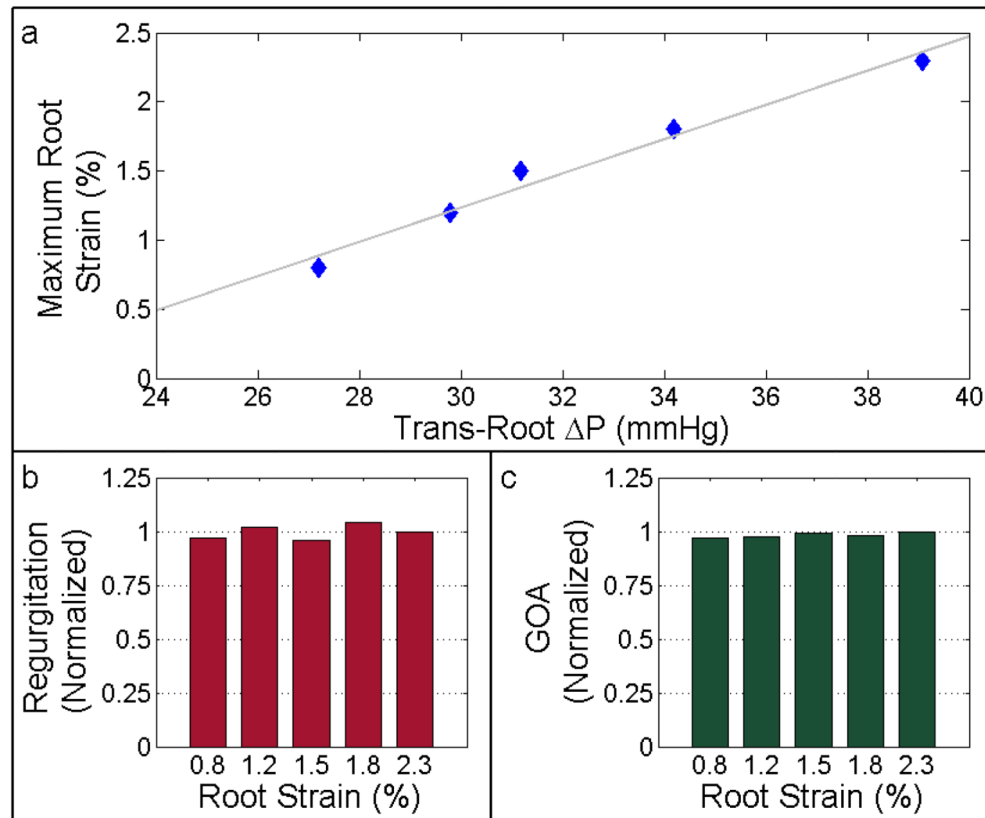 a
Maximum Root
Strain (%)
2.5
2
1.5
1
0.5
0
24 26 28 30 32 34 36 38 40
Trans-Root ΔP (mmHg)
b
Regurgitation
(Normalized)
1.25
1
0.75
0.5
0.25
0
0.8 1.2 1.5 1.8 2.3
Root Strain (%)
c
GOA
(Normalized)
1.25
1
0.75
0.5
0.25
0
0.8 1.2 1.5 1.8 2.3
Root Strain (%)